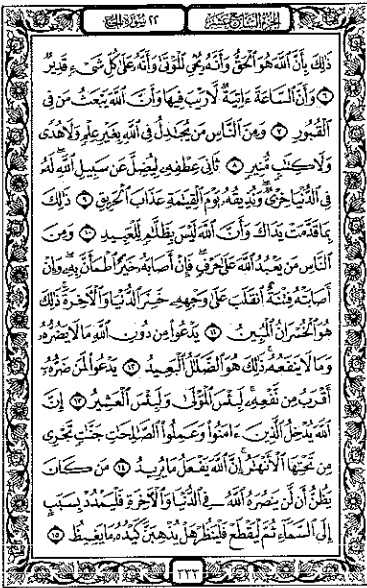 الجزء السابع عشر ٢٢ سورة الحج
ذَٰلِكَ بِأَنَّ ٱللَّهَ هُوَ ٱلْحَقُّ وَأَنَّهُۥ يُحْىِ ٱلْمَوْتَىٰ وَأَنَّهُۥ عَلَىٰ كُلِّ شَىْءٍ قَدِيرٌ
٦ وَأَنَّ ٱلسَّاعَةَ ءَاتِيَةٌ لَّا رَيْبَ فِيهَا وَأَنَّ ٱللَّهَ يَبْعَثُ مَن فِى
ٱلْقُبُورِ ٧ وَمِنَ ٱلنَّاسِ مَن يُجَٰدِلُ فِى ٱللَّهِ بِغَيْرِ عِلْمٍ وَلَا هُدًى
وَلَا كِتَٰبٍ مُّنِيرٍ ٨ ثَانِىَ عِطْفِهِۦ لِيُضِلَّ عَن سَبِيلِ ٱللَّهِ ۖ لَهُۥ
فِى ٱلدُّنْيَا خِزْىٌ ۖ وَنُذِيقُهُۥ يَوْمَ ٱلْقِيَٰمَةِ عَذَابَ ٱلْحَرِيقِ ٩ ذَٰلِكَ
بِمَا قَدَّمَتْ يَدَاكَ وَأَنَّ ٱللَّهَ لَيْسَ بِظَلَّٰمٍ لِّلْعَبِيدِ ١٠ وَمِنَ
ٱلنَّاسِ مَن يَعْبُدُ ٱللَّهَ عَلَىٰ حَرْفٍ ۖ فَإِنْ أَصَابَهُۥ خَيْرٌ ٱطْمَأَنَّ بِهِۦ ۖ وَإِنْ
أَصَابَتْهُ فِتْنَةٌ ٱنقَلَبَ عَلَىٰ وَجْهِهِۦ خَسِرَ ٱلدُّنْيَا وَٱلْءَاخِرَةَ ۚ ذَٰلِكَ
هُوَ ٱلْخُسْرَانُ ٱلْمُبِينُ ١١ يَدْعُوا۟ مِن دُونِ ٱللَّهِ مَا لَا يَضُرُّهُۥ
وَمَا لَا يَنفَعُهُۥ ۚ ذَٰلِكَ هُوَ ٱلضَّلَٰلُ ٱلْبَعِيدُ ١٢ يَدْعُوا۟ لَمَن ضَرُّهُۥٓ
أَقْرَبُ مِن نَّفْعِهِۦ ۚ لَبِئْسَ ٱلْمَوْلَىٰ وَلَبِئْسَ ٱلْعَشِيرُ ١٣ إِنَّ
ٱللَّهَ يُدْخِلُ ٱلَّذِينَ ءَامَنُوا۟ وَعَمِلُوا۟ ٱلصَّٰلِحَٰتِ جَنَّٰتٍ تَجْرِى
مِن تَحْتِهَا ٱلْأَنْهَٰرُ ۚ إِنَّ ٱللَّهَ يَفْعَلُ مَا يُرِيدُ ١٤ مَن كَانَ
يَظُنُّ أَن لَّن يَنصُرَهُ ٱللَّهُ فِى ٱلدُّنْيَا وَٱلْءَاخِرَةِ فَلْيَمْدُدْ بِسَبَبٍ
إِلَى ٱلسَّمَآءِ ثُمَّ لْيَقْطَعْ فَلْيَنظُرْ هَلْ يُذْهِبَنَّ كَيْدُهُۥ مَا يَغِيظُ ١٥
٣٣٣